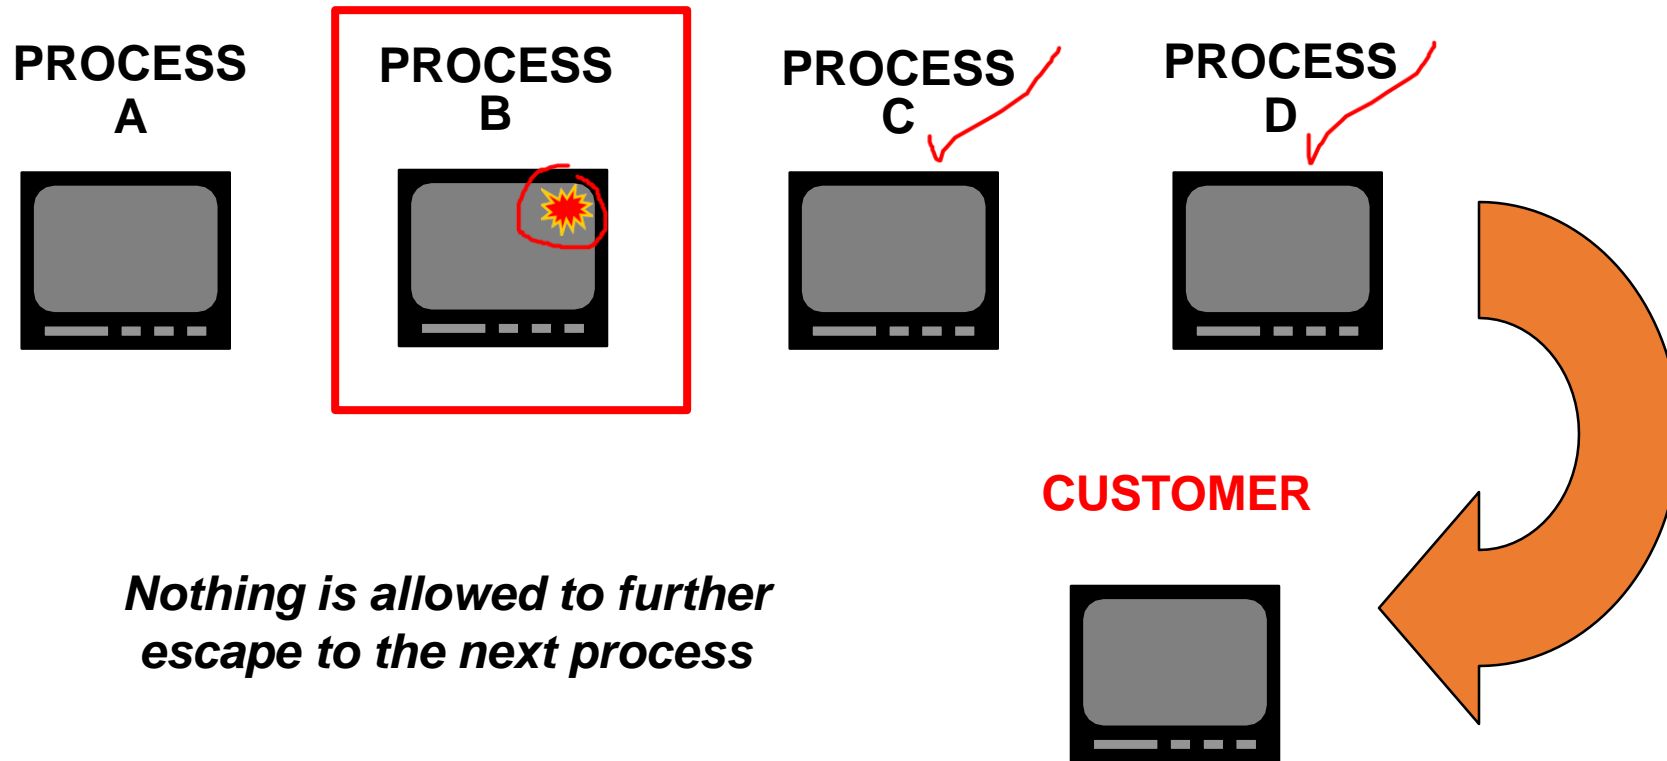 PROCESS
A
PROCESS
B
PROCESS
C
PROCESS
D
CUSTOMER
Nothing is allowed to further
escape to the next process